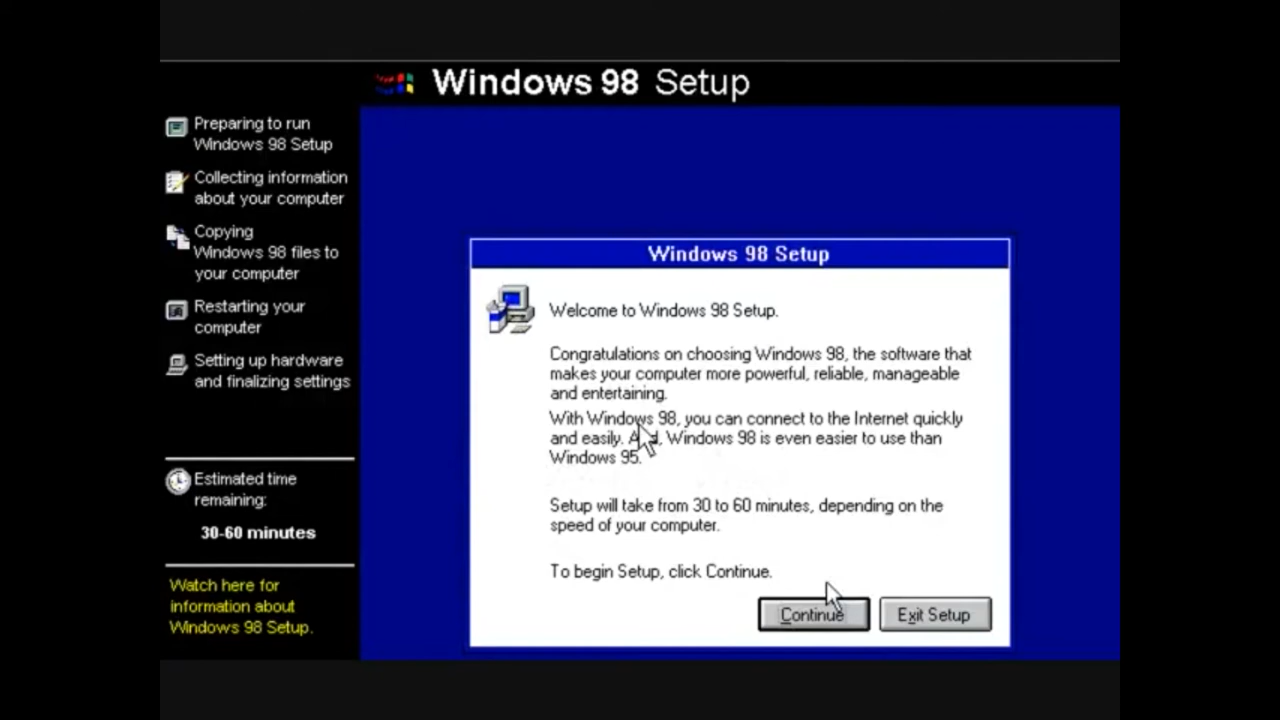 Windows 98 Setup
Preparing to run
Windows 98 Setup
Collecting information
about your computer
Copying
Windows 98 files to
your computer
Restarting your
computer
Setting up hardware
and finalizing settings
Estimated time
remaining:
30-60 minutes
Watch here for
information about
Windows 98 Setup.
Windows 98 Setup
Welcome to Windows 98 Setup.
Congratulations on choosing Windows 98, the software that
makes your computer more powerful, reliable, manageable
and entertaining.
With Windows 98, you can connect to the Internet quickly
and easily. And, Windows 98 is even easier to use than
Windows 95.
Setup will take from 30 to 60 minutes, depending on the
speed of your computer.
To begin Setup, click Continue.
Continue
Exit Setup